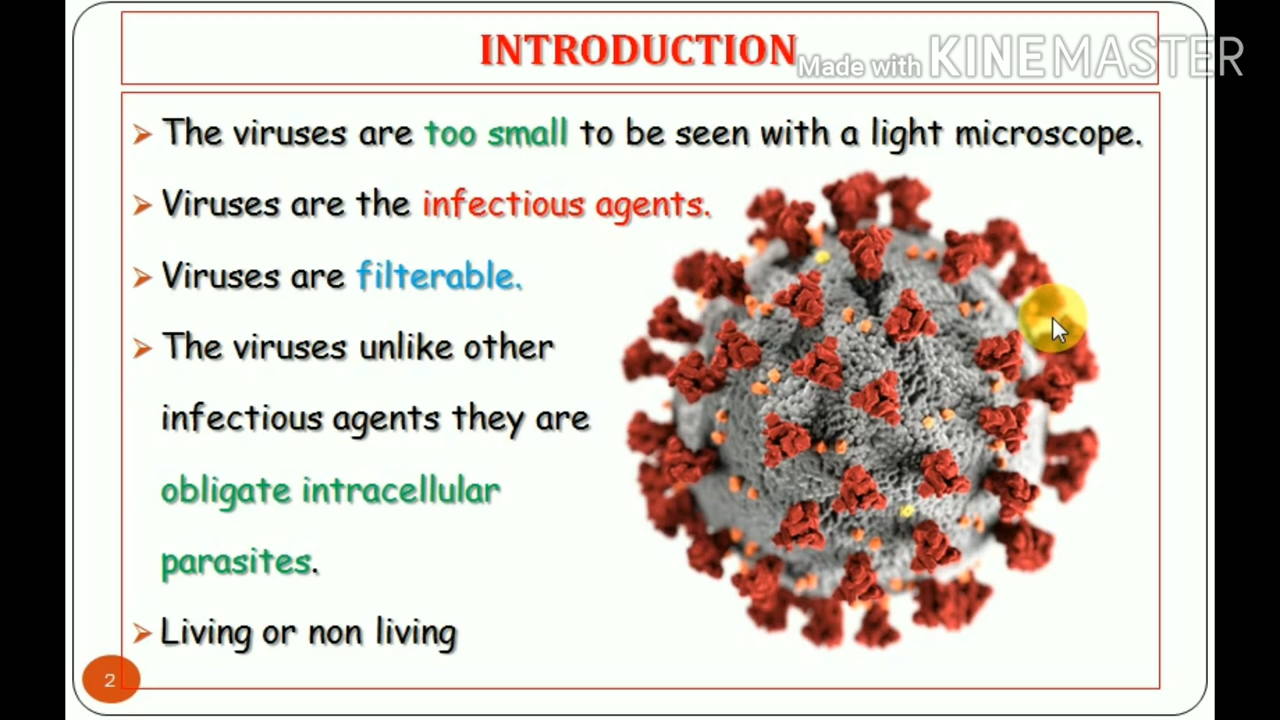 INTRODUCTION
Made with KINEMASTER
The viruses are too small to be seen with a light microscope.
Viruses are the infectious agents.
Viruses are filterable.
The viruses unlike other
infectious agents they are
obligate intracellular
parasites.
Living or non living
2